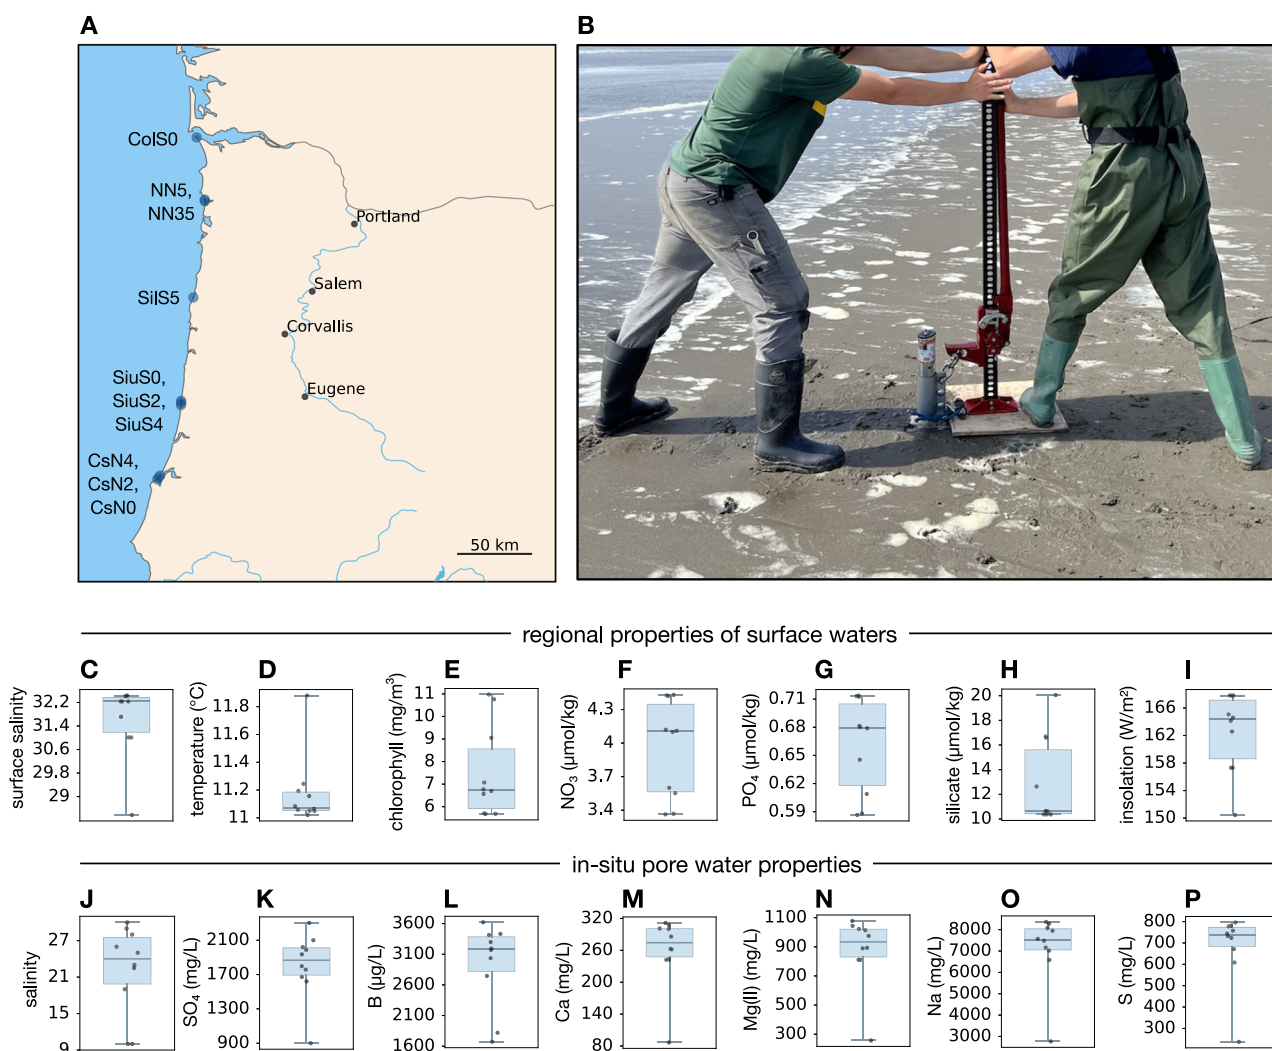 A
B
ColS0
NN5,
NN35
Portland
SilS5
Salem
Corvallis
SiuS0,
SiuS2,
SiuS4
Eugene
CsN4,
CsN2,
CsN0
50 km
regional properties of surface waters
C
surface salinity
32.2
31.4
30.6
29.8
29
D
temperature (°C)
11.8
11.6
11.4
11.2
11
E
chlorophyll (mg/m³)
11
10
9
8
7
6
F
NO₃ (µmol/kg)
4.3
4
3.7
3.4
G
PO₄ (µmol/kg)
0.71
0.68
0.65
0.62
0.59
H
silicate (µmol/kg)
20
18
16
14
12
10
I
insolation (W/m²)
166
162
158
154
150
in-situ pore water properties
J
salinity
27
21
15
9
K
SO₄ (mg/L)
2100
1700
1300
900
L
B (µg/L)
3600
3100
2600
2100
1600
M
Ca (mg/L)
320
260
200
140
80
N
Mg(II) (mg/L)
1100
900
700
500
300
O
Na (mg/L)
8000
7000
6000
5000
4000
3000
P
S (mg/L)
800
700
600
500
400
300